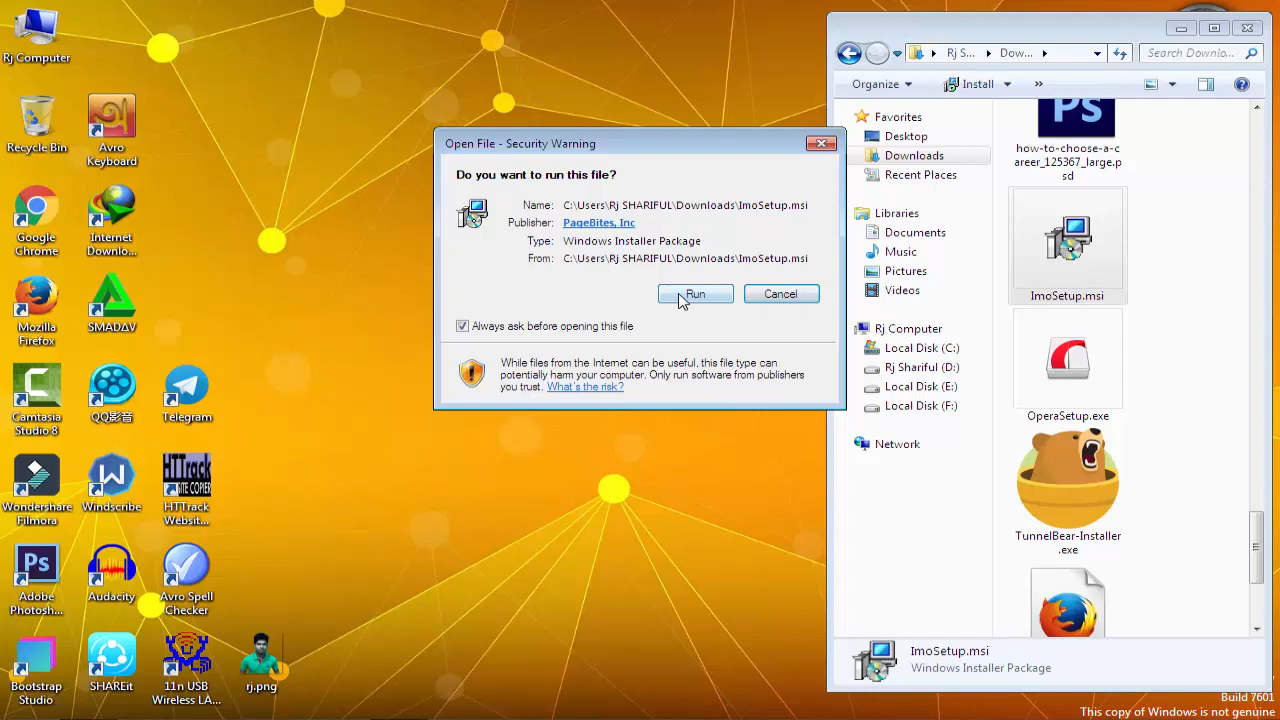 Rj Computer
Recycle Bin
Avro
Keyboard
Google
Chrome
Internet
Downlo...
Mozilla
Firefox
SMADΔV
Camtasia
Studio 8
QQ影音
Telegram
Wondershare
Filmora
Windscribe
HTTrack
SITE COPIER
HTTrack
Websit...
Ps
Adobe
Photosh...
Audacity
Avro Spell
Checker
Bootstrap
Studio
SHAREit
11n USB
Wireless LA...
rj.png
Open File - Security Warning
Do you want to run this file?
Name: C:\Users\Rj SHARIFUL\Downloads\ImoSetup.msi
Publisher: PageBites, Inc
Type: Windows Installer Package
From: C:\Users\Rj SHARIFUL\Downloads\ImoSetup.msi
Run Cancel
Always ask before opening this file
While files from the Internet can be useful, this file type can
potentially harm your computer. Only run software from publishers
you trust. What's the risk?
Rj S... Dow... Search Downlo...
Organize Install »
Favorites
Desktop
Downloads
Recent Places
Libraries
Documents
Music
Pictures
Videos
Rj Computer
Local Disk (C:)
Rj Shariful (D:)
Local Disk (E:)
Local Disk (F:)
Network
Ps
how-to-choose-a-c
areer_125367_large.p
sd
ImoSetup.msi
OperaSetup.exe
TunnelBear-Installer
.exe
ImoSetup.msi
Windows Installer Package
Build 7601
This copy of Windows is not genuine